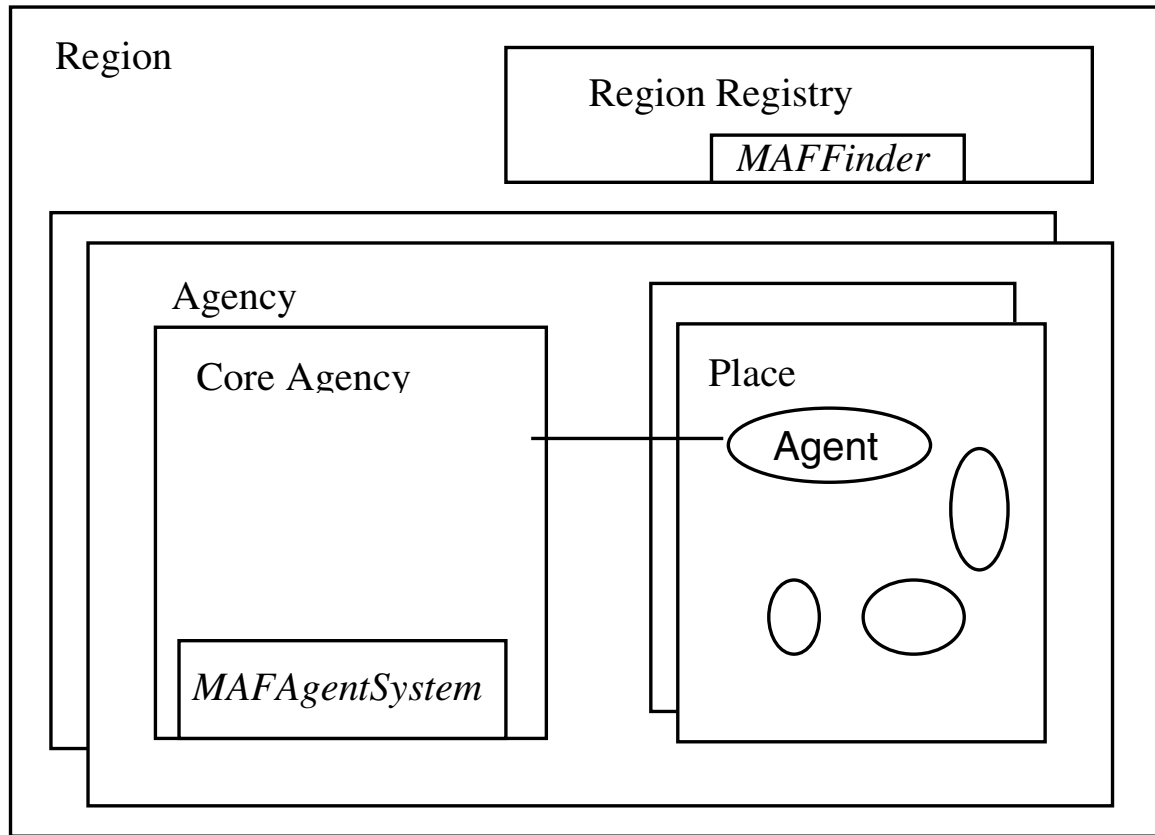 Region
Region Registry
MAFFinder
Agency
Core Agency
Place
Agent
MAFAgentSystem